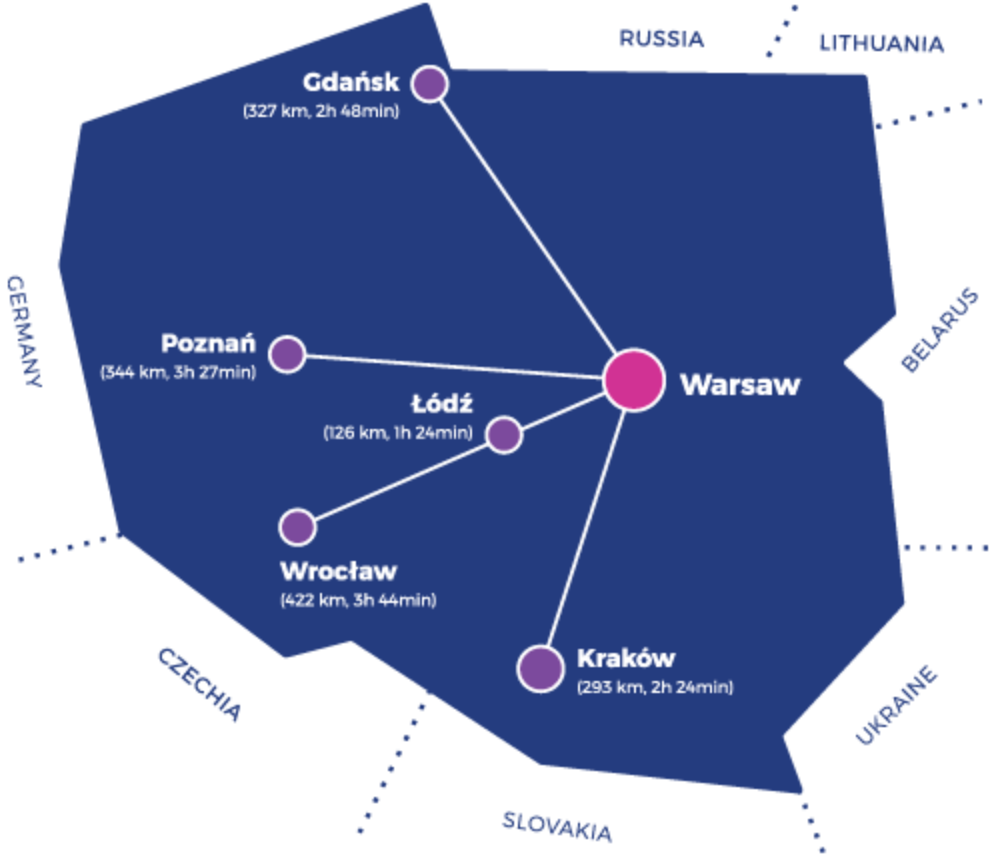 RUSSIA
LITHUANIA
Gdańsk
(327 km, 2h 48min)
GERMANY
BELARUS
Poznań
(344 km, 3h 27min)
Warsaw
Łódź
(126 km, 1h 24min)
Wrocław
(422 km, 3h 44min)
Kraków
(293 km, 2h 24min)
CZECHIA
UKRAINE
SLOVAKIA